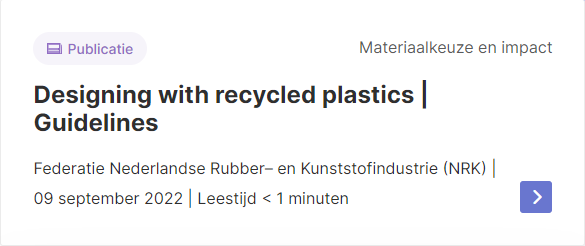 Publicatie
Materiaalkeuze en impact
Designing with recycled plastics |
Guidelines
Federatie Nederlandse Rubber– en Kunststofindustrie (NRK) |
09 september 2022 | Leestijd < 1 minuten